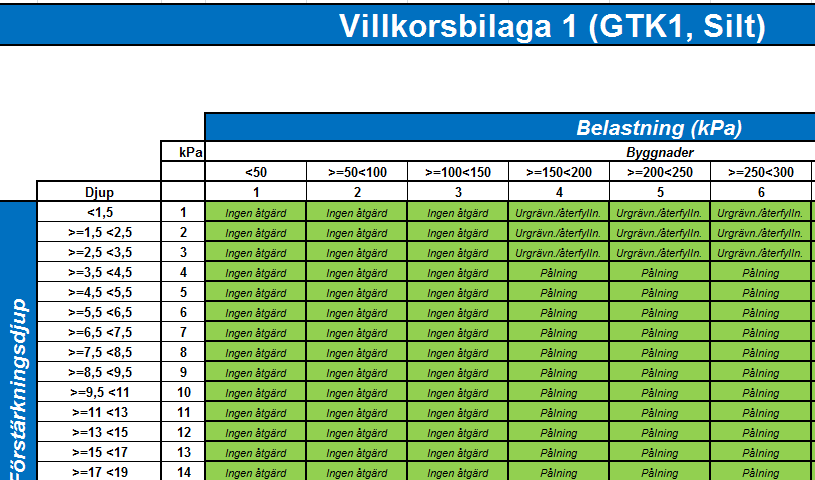 Villkorsbilaga 1 (GTK1, Silt)
Belastning (kPa)
kPa Byggnader
<50 >=50<100 >=100<150 >=150<200 >=200<250 >=250<300
Djup 1 2 3 4 5 6
<1,5 1 Ingen åtgärd Ingen åtgärd Ingen åtgärd Urgrävn./återfylln. Urgrävn./återfylln. Urgrävn./återfylln.
>=1,5 <2,5 2 Ingen åtgärd Ingen åtgärd Ingen åtgärd Urgrävn./återfylln. Urgrävn./återfylln. Urgrävn./återfylln.
>=2,5 <3,5 3 Ingen åtgärd Ingen åtgärd Ingen åtgärd Urgrävn./återfylln. Urgrävn./återfylln. Urgrävn./återfylln.
>=3,5 <4,5 4 Ingen åtgärd Ingen åtgärd Ingen åtgärd Pålning Pålning Pålning
>=4,5 <5,5 5 Ingen åtgärd Ingen åtgärd Ingen åtgärd Pålning Pålning Pålning
>=5,5 <6,5 6 Ingen åtgärd Ingen åtgärd Ingen åtgärd Pålning Pålning Pålning
>=6,5 <7,5 7 Ingen åtgärd Ingen åtgärd Ingen åtgärd Pålning Pålning Pålning
>=7,5 <8,5 8 Ingen åtgärd Ingen åtgärd Ingen åtgärd Pålning Pålning Pålning
>=8,5 <9,5 9 Ingen åtgärd Ingen åtgärd Ingen åtgärd Pålning Pålning Pålning
>=9,5 <11 10 Ingen åtgärd Ingen åtgärd Ingen åtgärd Pålning Pålning Pålning
>=11 <13 11 Ingen åtgärd Ingen åtgärd Ingen åtgärd Pålning Pålning Pålning
>=13 <15 12 Ingen åtgärd Ingen åtgärd Ingen åtgärd Pålning Pålning Pålning
>=15 <17 13 Ingen åtgärd Ingen åtgärd Ingen åtgärd Pålning Pålning Pålning
>=17 <19 14 Ingen åtgärd Ingen åtgärd Ingen åtgärd Pålning Pålning Pålning
Förstärkningsdjup